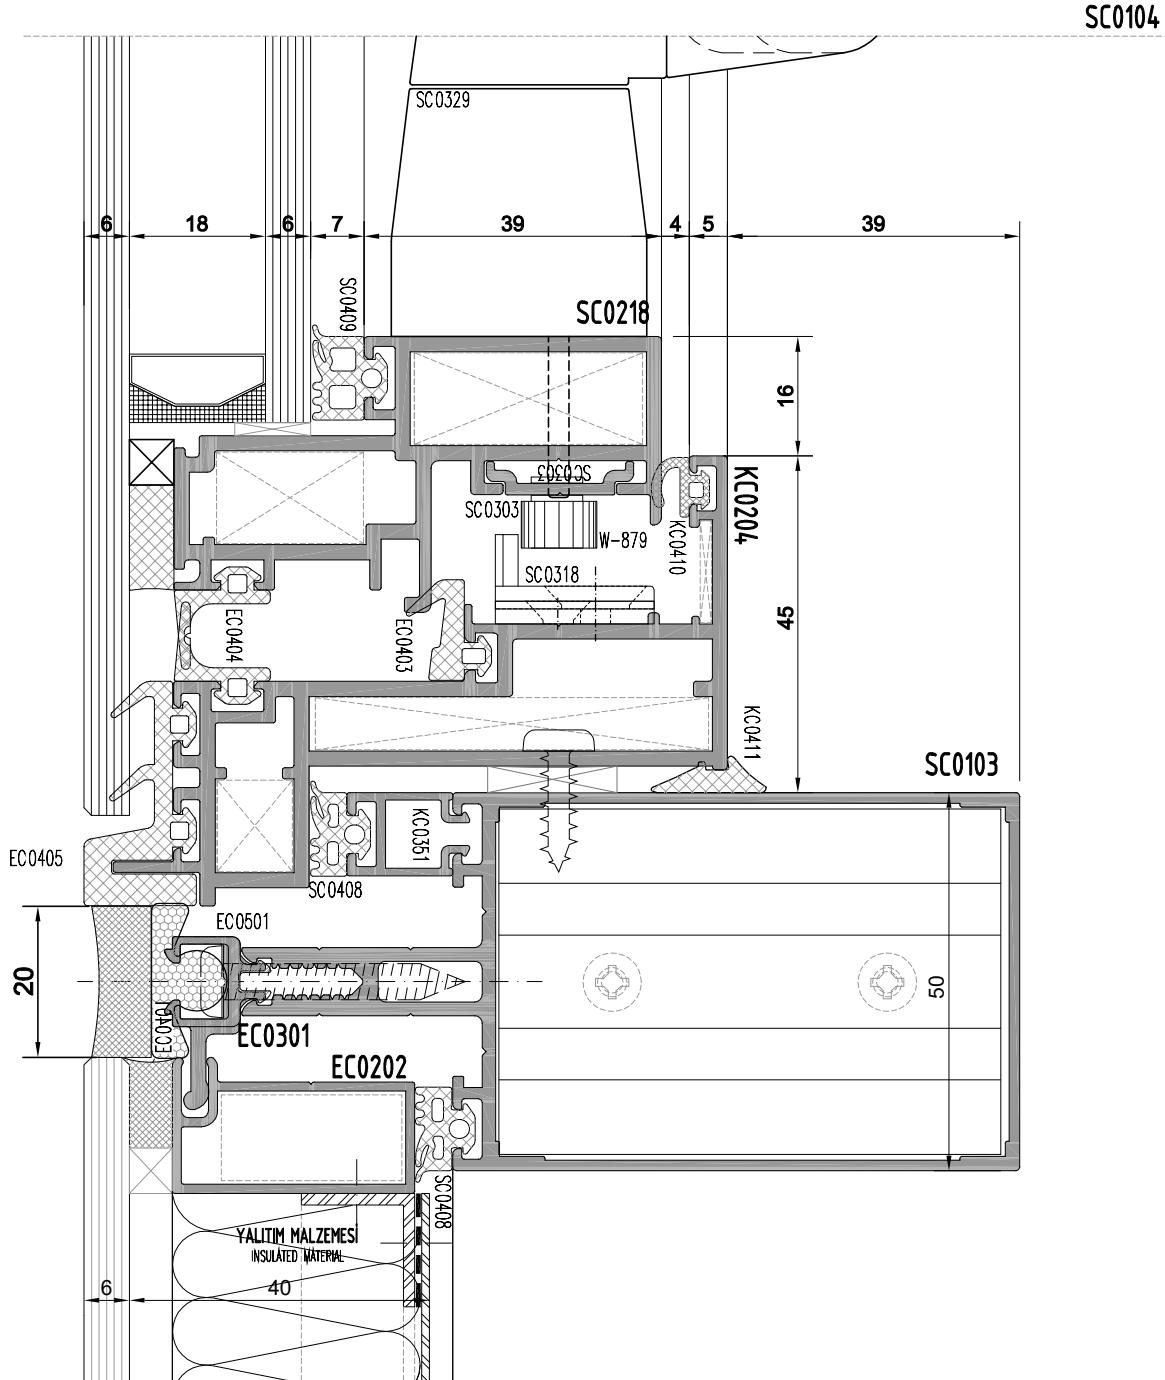 SC0104
SC0329
6
18
6
7
39
4
5
39
SC0409
SC0218
16
SC0303
SC0303
W-879
KC0204
KC0410
SC0318
45
EC0404
EC0403
KC0411
SC0103
KC0351
EC0405
SC0408
EC0501
20
50
EC0401
EC0301
EC0202
SC0408
YALITIM MALZEMESİ
INSULATED MATERIAL
6
40